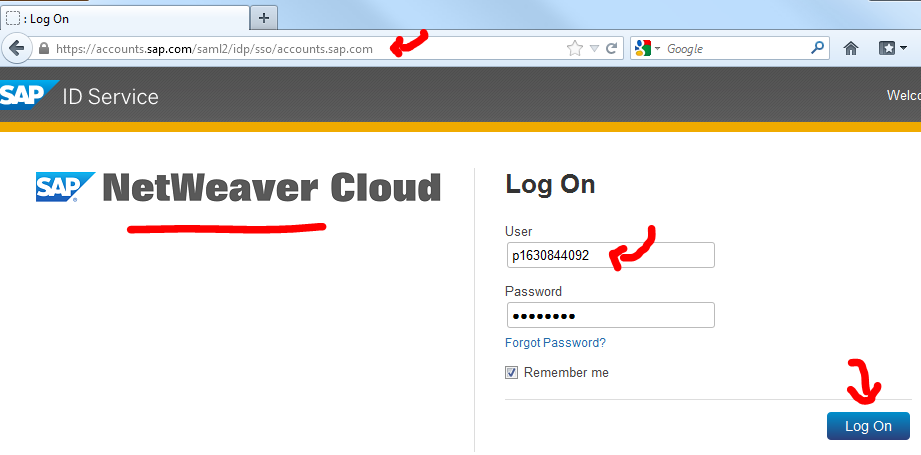 : Log On
https://accounts.sap.com/saml2/idp/sso/accounts.sap.com
Google
SAP ID Service
SAP NetWeaver Cloud
Log On
User
p1630844092
Password
Forgot Password?
Remember me
Log On